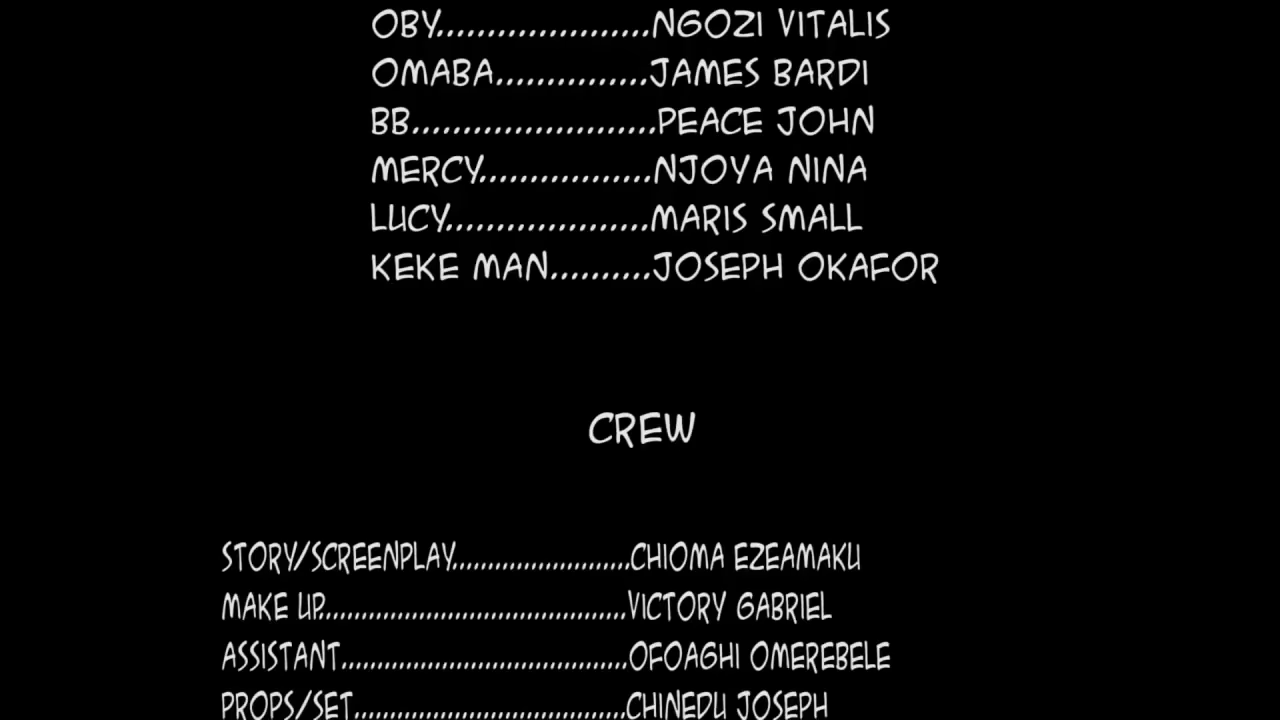 OBY.....................NGOZI VITALIS
OMABA...............JAMES BARDI
BB........................PEACE JOHN
MERCY.................NJOYA NINA
LUCY....................MARIS SMALL
KEKE MAN..........JOSEPH OKAFOR
CREW
STORY/SCREENPLAY.........................CHIOMA EZEAMAKU
MAKE UP..........................................VICTORY GABRIEL
ASSISTANT........................................OFOAGHI OMEREBELE
PROPS/SET......................................CHINEDU JOSEPH